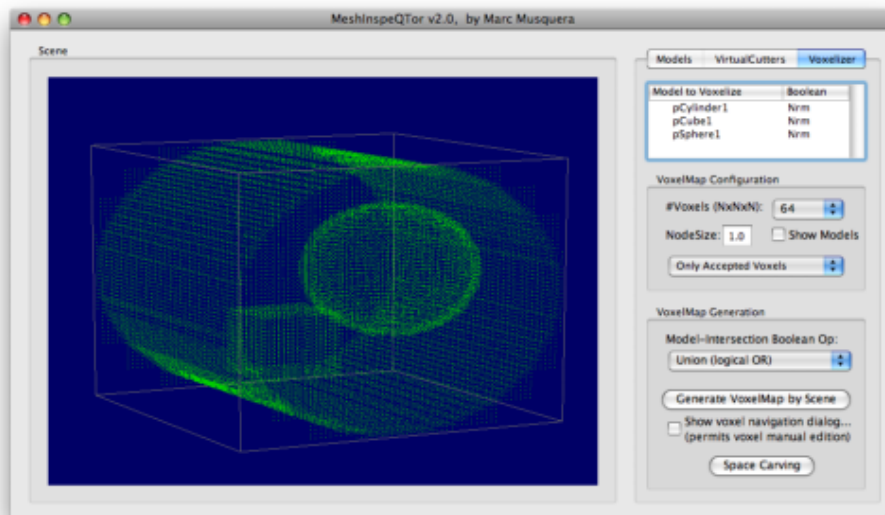 MeshInspeQTor v2.0, by Marc Musquera
Scene
Models VirtualCutters Voxelizer
Model to Voxelize Boolean
pCylinder1 Nrm
pCube1 Nrm
pSphere1 Nrm
VoxelMap Configuration
#Voxels (NxNxN): 64
NodeSize: 1.0 Show Models
Only Accepted Voxels
VoxelMap Generation
Model-Intersection Boolean Op:
Union (logical OR)
Generate VoxelMap by Scene
Show voxel navigation dialog...
(permits voxel manual edition)
Space Carving